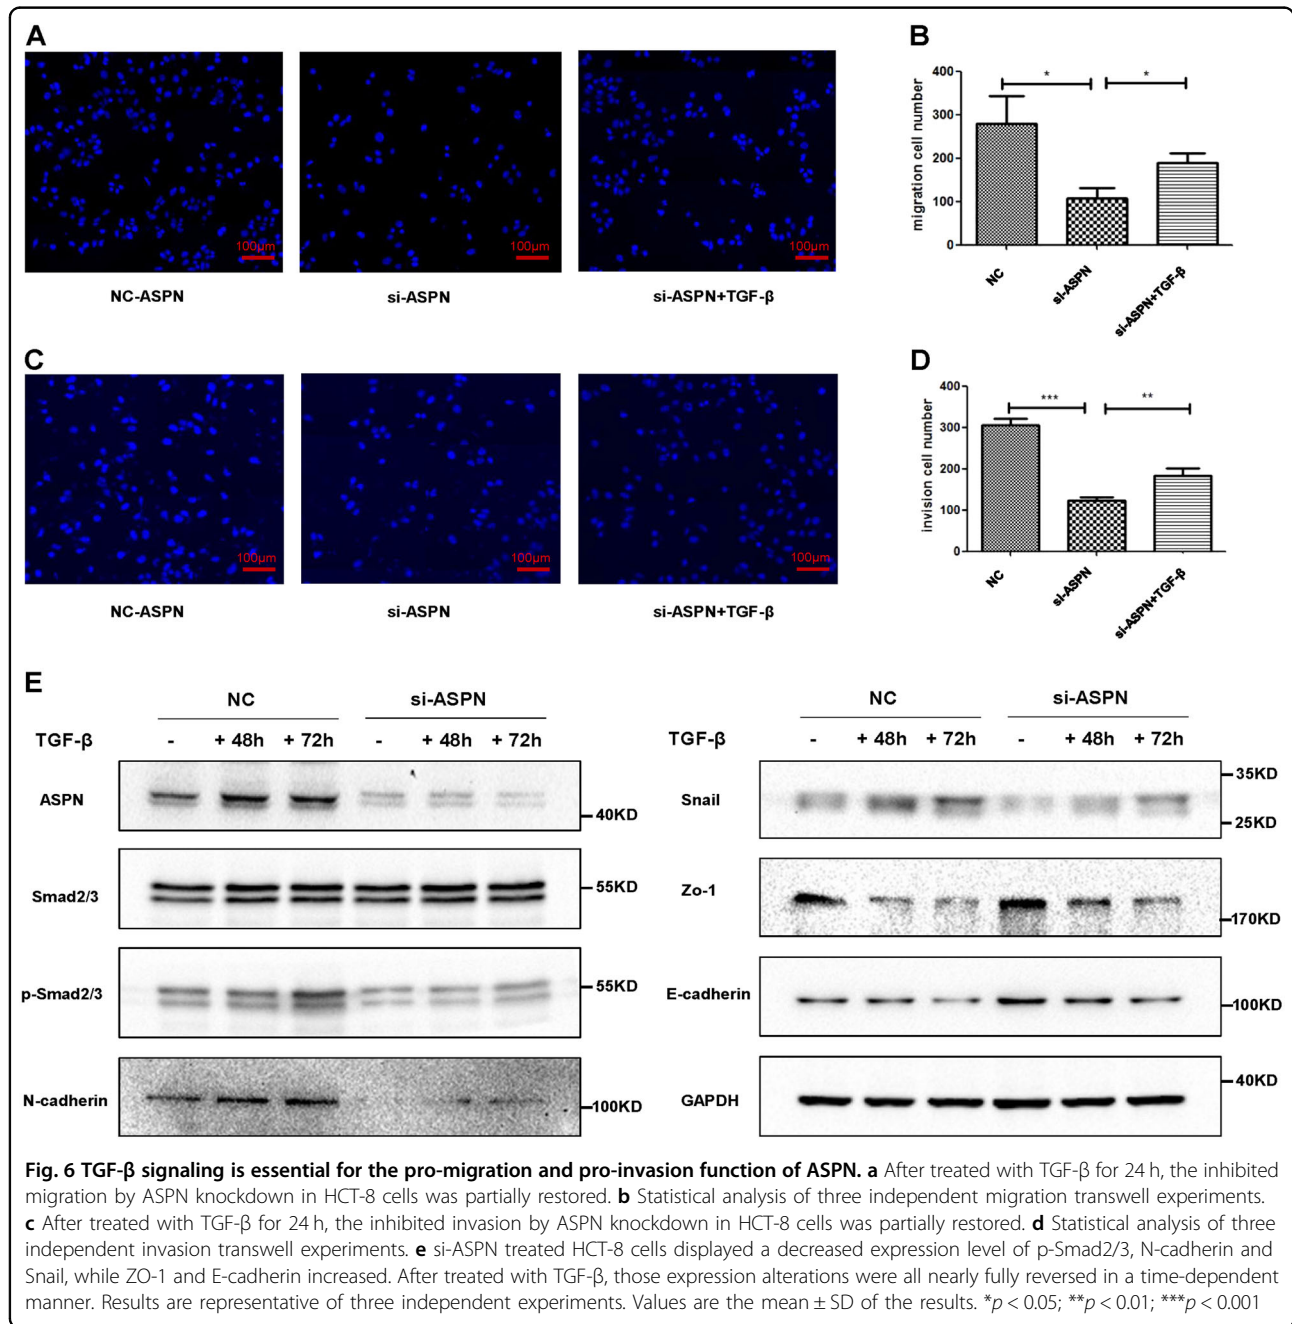 A
100µm
100µm
100µm
NC-ASPN
si-ASPN
si-ASPN+TGF-β
B
400
300
200
100
0
migration cell number
*
*
NC
si-ASPN
si-ASPN+TGF-β
C
100µm
100µm
100µm
NC-ASPN
si-ASPN
si-ASPN+TGF-β
D
400
300
200
100
0
invision cell number
***
**
NC
si-ASPN
si-ASPN+TGF-β
E
NC
si-ASPN
TGF-β - + 48h + 72h - + 48h + 72h
ASPN
40KD
Smad2/3
55KD
p-Smad2/3
55KD
N-cadherin
100KD
NC
si-ASPN
TGF-β - + 48h + 72h - + 48h + 72h
35KD
Snail
25KD
Zo-1
170KD
E-cadherin
100KD
40KD
GAPDH
Fig. 6 TGF-β signaling is essential for the pro-migration and pro-invasion function of ASPN. a After treated with TGF-β for 24 h, the inhibited
migration by ASPN knockdown in HCT-8 cells was partially restored. b Statistical analysis of three independent migration transwell experiments.
c After treated with TGF-β for 24 h, the inhibited invasion by ASPN knockdown in HCT-8 cells was partially restored. d Statistical analysis of three
independent invasion transwell experiments. e si-ASPN treated HCT-8 cells displayed a decreased expression level of p-Smad2/3, N-cadherin and
Snail, while ZO-1 and E-cadherin increased. After treated with TGF-β, those expression alterations were all nearly fully reversed in a time-dependent
manner. Results are representative of three independent experiments. Values are the mean ± SD of the results. *p < 0.05; **p < 0.01; ***p < 0.001